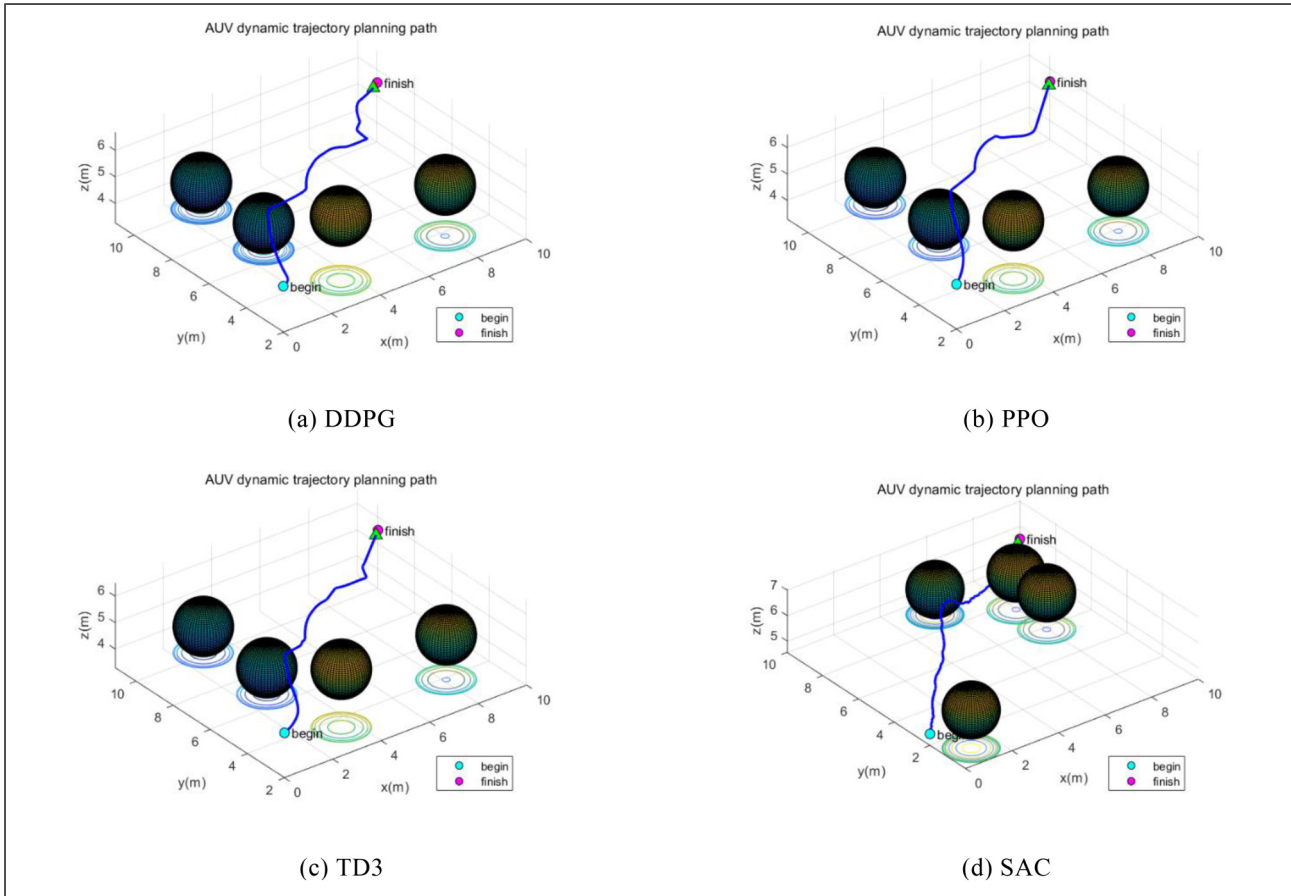 AUV dynamic trajectory planning path
finish
6
5
4
z(m)
10
8
6
4
2
y(m)
0
2
4
6
8
10
x(m)
begin
begin
finish
(a) DDPG
AUV dynamic trajectory planning path
finish
6
5
4
z(m)
10
8
6
4
2
y(m)
0
2
4
6
8
10
x(m)
begin
begin
finish
(b) PPO
AUV dynamic trajectory planning path
finish
6
5
4
z(m)
10
8
6
4
2
y(m)
0
2
4
6
8
10
x(m)
begin
begin
finish
(c) TD3
AUV dynamic trajectory planning path
finish
7
6
5
z(m)
10
8
6
4
2
y(m)
0
2
4
6
8
10
x(m)
begin
finish
(d) SAC